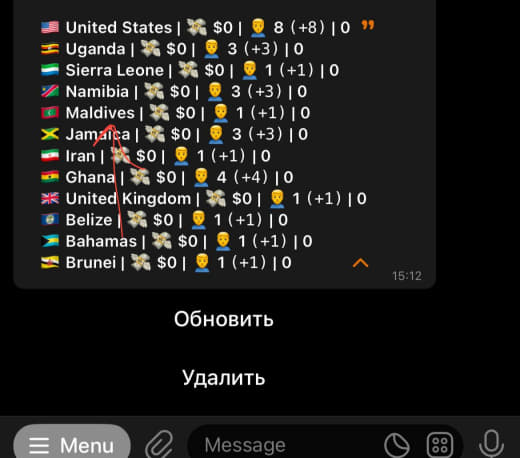 🇺🇸 United States | 💸 $0 | 👨‍🦱 8 (+8) | 0 "
🇺🇬 Uganda | 💸 $0 | 👨‍🦱 3 (+3) | 0
🇸🇱 Sierra Leone | 💸 $0 | 👨‍🦱 1 (+1) | 0
🇳🇦 Namibia | 💸 $0 | 👨‍🦱 3 (+3) | 0
🇲🇻 Maldives | 💸 $0 | 👨‍🦱 1 (+1) | 0
🇯🇲 Jamaica | 💸 $0 | 👨‍🦱 3 (+3) | 0
🇮🇷 Iran | 💸 $0 | 👨‍🦱 1 (+1) | 0
🇬🇭 Ghana | 💸 $0 | 👨‍🦱 4 (+4) | 0
🇬🇧 United Kingdom | 💸 $0 | 👨‍🦱 1 (+1) | 0
🇧🇿 Belize | 💸 $0 | 👨‍🦱 1 (+1) | 0
🇧🇸 Bahamas | 💸 $0 | 👨‍🦱 1 (+1) | 0
🇧🇳 Brunei | 💸 $0 | 👨‍🦱 1 (+1) | 0
15:12
Обновить
Удалить
Menu
Message